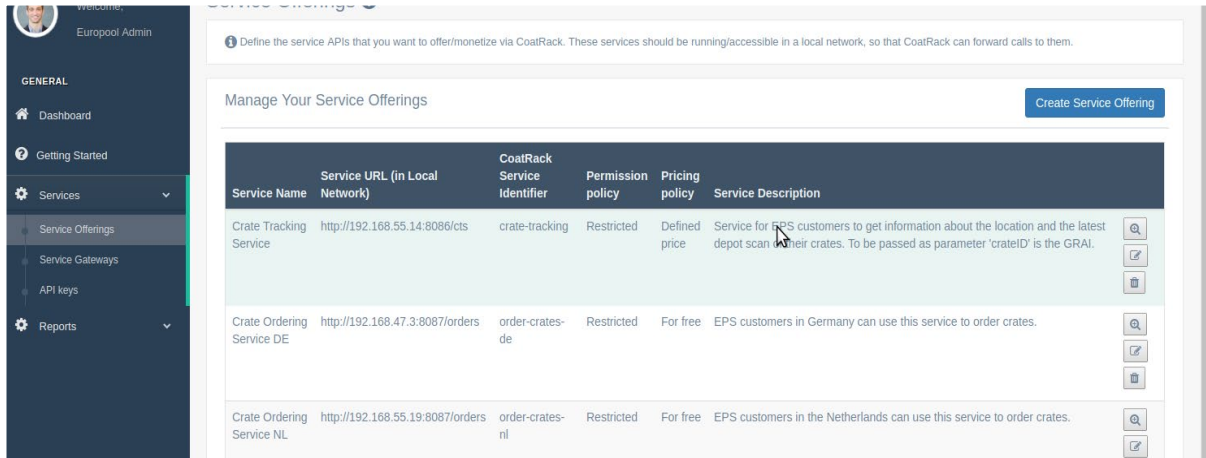 Welcome,
Europool Admin
GENERAL
Dashboard
Getting Started
Services
Service Offerings
Service Gateways
API keys
Reports
Service Offerings
Define the service APIs that you want to offer/monetize via CoatRack. These services should be running/accessible in a local network, so that CoatRack can forward calls to them.
Manage Your Service Offerings
Create Service Offering
Service Name
Service URL (in Local
Network)
CoatRack
Service
Identifier
Permission
policy
Pricing
policy
Service Description
Crate Tracking
Service
http://192.168.55.14:8086/cts
crate-tracking
Restricted
Defined
price
Service for EPS customers to get information about the location and the latest
depot scan of their crates. To be passed as parameter 'crateID' is the GRAI.
Crate Ordering
Service DE
http://192.168.47.3:8087/orders
order-crates-
de
Restricted
For free
EPS customers in Germany can use this service to order crates.
Crate Ordering
Service NL
http://192.168.55.19:8087/orders
order-crates-
nl
Restricted
For free
EPS customers in the Netherlands can use this service to order crates.